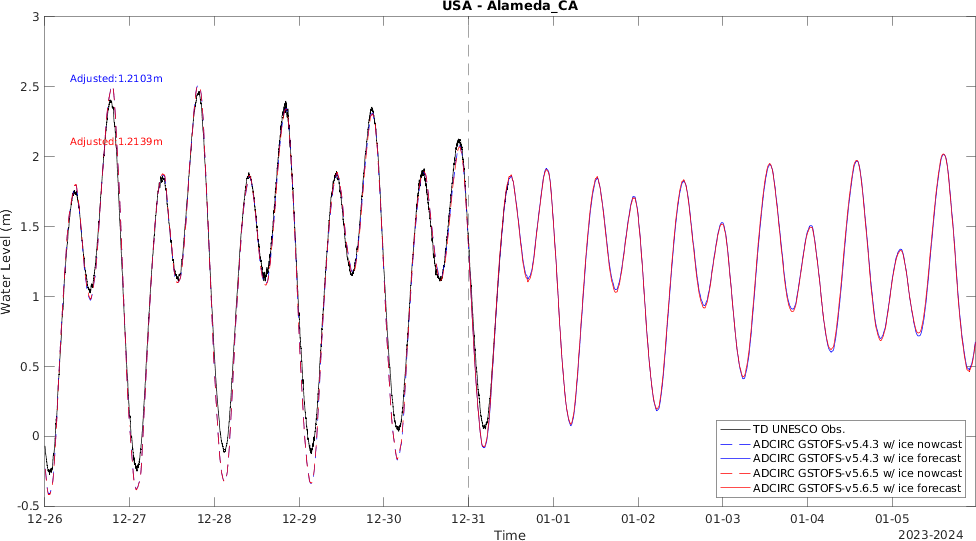 USA - Alameda_CA
3
2.5
2
1.5
1
0.5
0
-0.5
Water Level (m)
Adjusted:1.2103m
Adjusted:1.2139m
12-26
12-27
12-28
12-29
12-30
12-31
01-01
01-02
01-03
01-04
01-05
Time
2023-2024
TD UNESCO Obs.
ADCIRC GSTOFS-v5.4.3 w/ ice nowcast
ADCIRC GSTOFS-v5.4.3 w/ ice forecast
ADCIRC GSTOFS-v5.6.5 w/ ice nowcast
ADCIRC GSTOFS-v5.6.5 w/ ice forecast